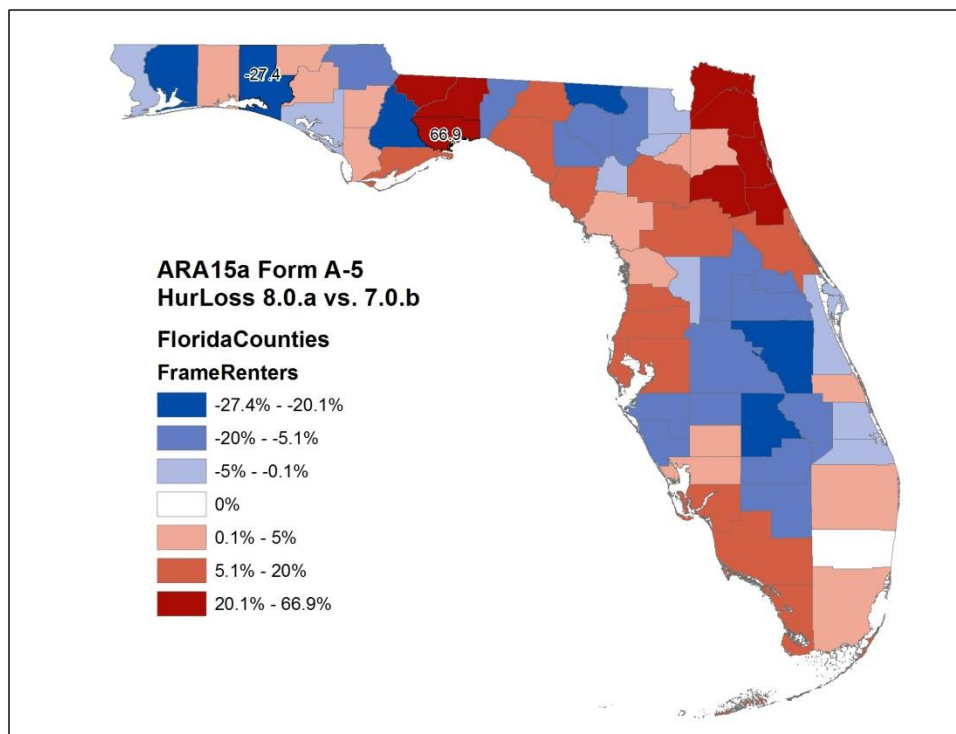 -27.4
66.9
ARA15a Form A-5
HurLoss 8.0.a vs. 7.0.b
FloridaCounties
FrameRenters
-27.4% - -20.1%
-20% - -5.1%
-5% - -0.1%
0%
0.1% - 5%
5.1% - 20%
20.1% - 66.9%